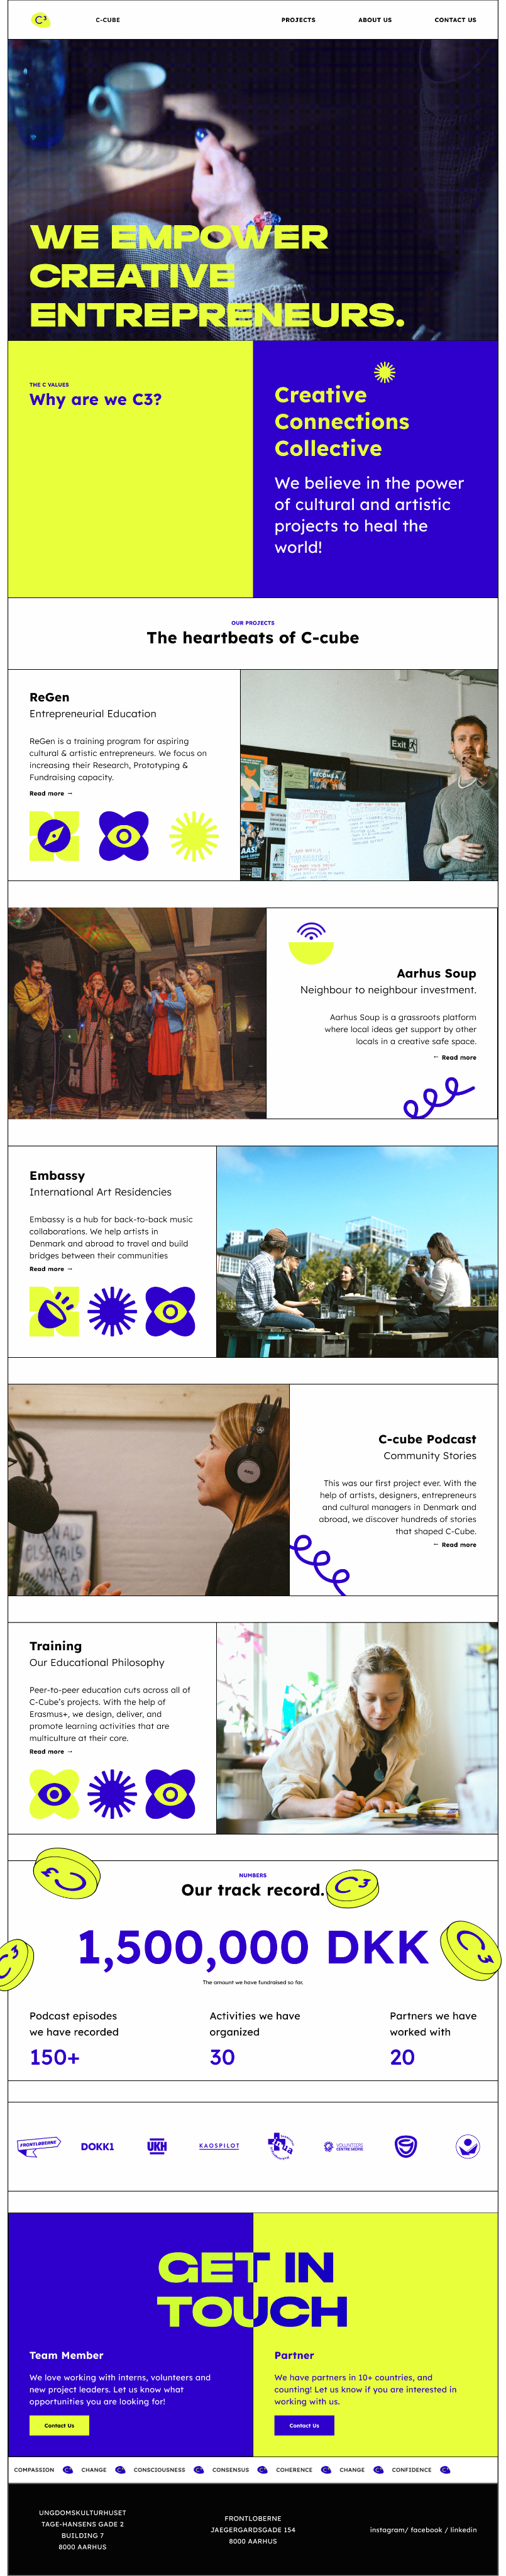 C³
C-CUBE
PROJECTS
ABOUT US
CONTACT US
WE EMPOWER
CREATIVE
ENTREPRENEURS.
THE C VALUES
Why are we C3?
Creative
Connections
Collective
We believe in the power
of cultural and artistic
projects to heal the
world!
OUR PROJECTS
The heartbeats of C-cube
ReGen
Entrepreneurial Education
ReGen is a training program for aspiring
cultural & artistic entrepreneurs. We focus on
increasing their Research, Prototyping &
Fundraising capacity.
Read more →
Exit
Aarhus Soup
Neighbour to neighbour investment.
Aarhus Soup is a grassroots platform
where local ideas get support by other
locals in a creative safe space.
← Read more
Embassy
International Art Residencies
Embassy is a hub for back-to-back music
collaborations. We help artists in
Denmark and abroad to travel and build
bridges between their communities
Read more →
C-cube Podcast
Community Stories
This was our first project ever. With the
help of artists, designers, entrepreneurs
and cultural managers in Denmark and
abroad, we discover hundreds of stories
that shaped C-Cube.
← Read more
Training
Our Educational Philosophy
Peer-to-peer education cuts across all of
C-Cube's projects. With the help of
Erasmus+, we design, deliver, and
promote learning activities that are
multiculture at their core.
Read more →
NUMBERS
Our track record.
1,500,000 DKK
The amount we have fundraised so far.
Podcast episodes
we have recorded
150+
Activities we have
organized
30
Partners we have
worked with
20
FRONTLØBERNE
DOKK1
UKH
KAOSPILOT
VOLUNTEERS
CENTRE SKOPJE
GET IN
TOUCH
Team Member
We love working with interns, volunteers and
new project leaders. Let us know what
opportunities you are looking for!
Contact Us
Partner
We have partners in 10+ countries, and
counting! Let us know if you are interested in
working with us.
Contact Us
COMPASSION CHANGE CONSCIOUSNESS CONSENSUS COHERENCE CHANGE CONFIDENCE
UNGDOMSKULTURHUSET
TAGE-HANSENS GADE 2
BUILDING 7
8000 AARHUS
FRONTLOBERNE
JAEGERGARDSGADE 154
8000 AARHUS
instagram/ facebook / linkedin